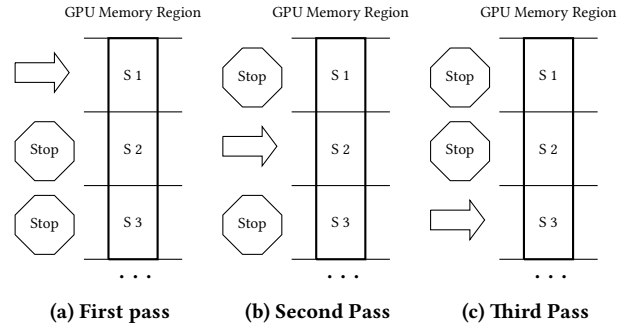 GPU Memory Region GPU Memory Region GPU Memory Region
S 1 Stop S 1 Stop S 1
Stop S 2 S 2 Stop S 2
Stop S 3 Stop S 3 S 3
. . . . . . . . .
(a) First pass (b) Second Pass (c) Third Pass